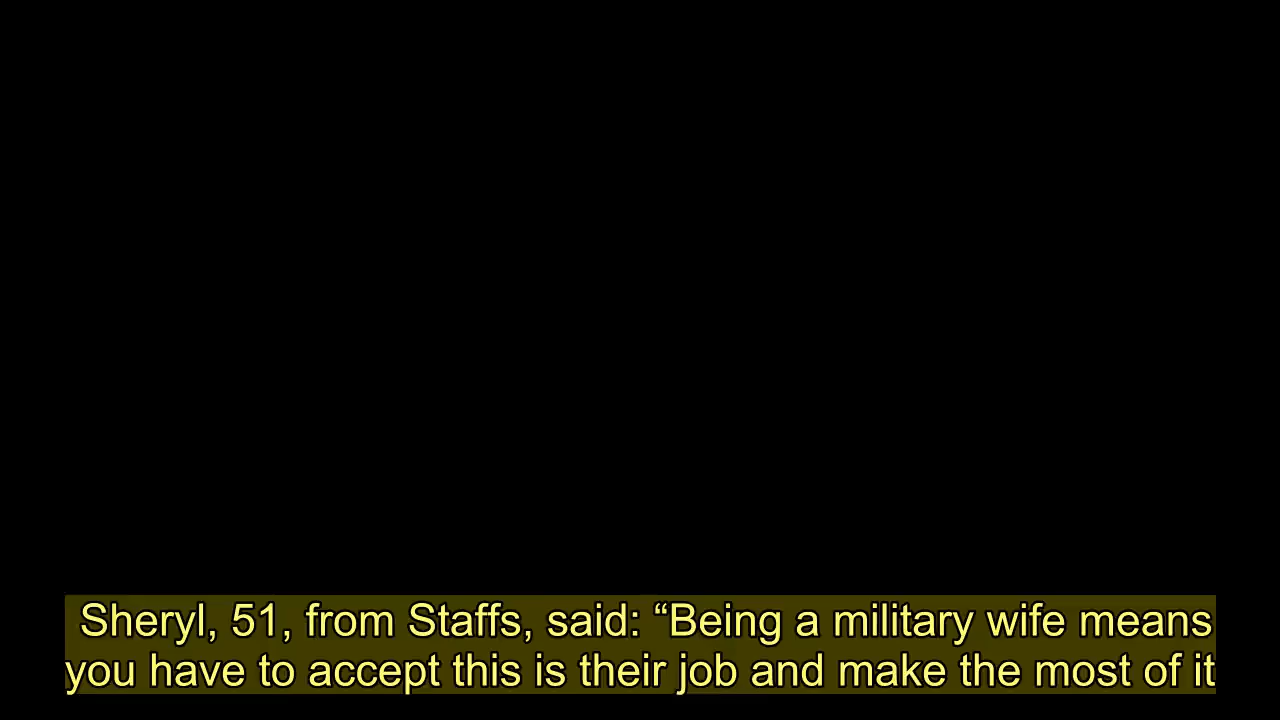 Sheryl, 51, from Staffs, said: “Being a military wife means
you have to accept this is their job and make the most of it